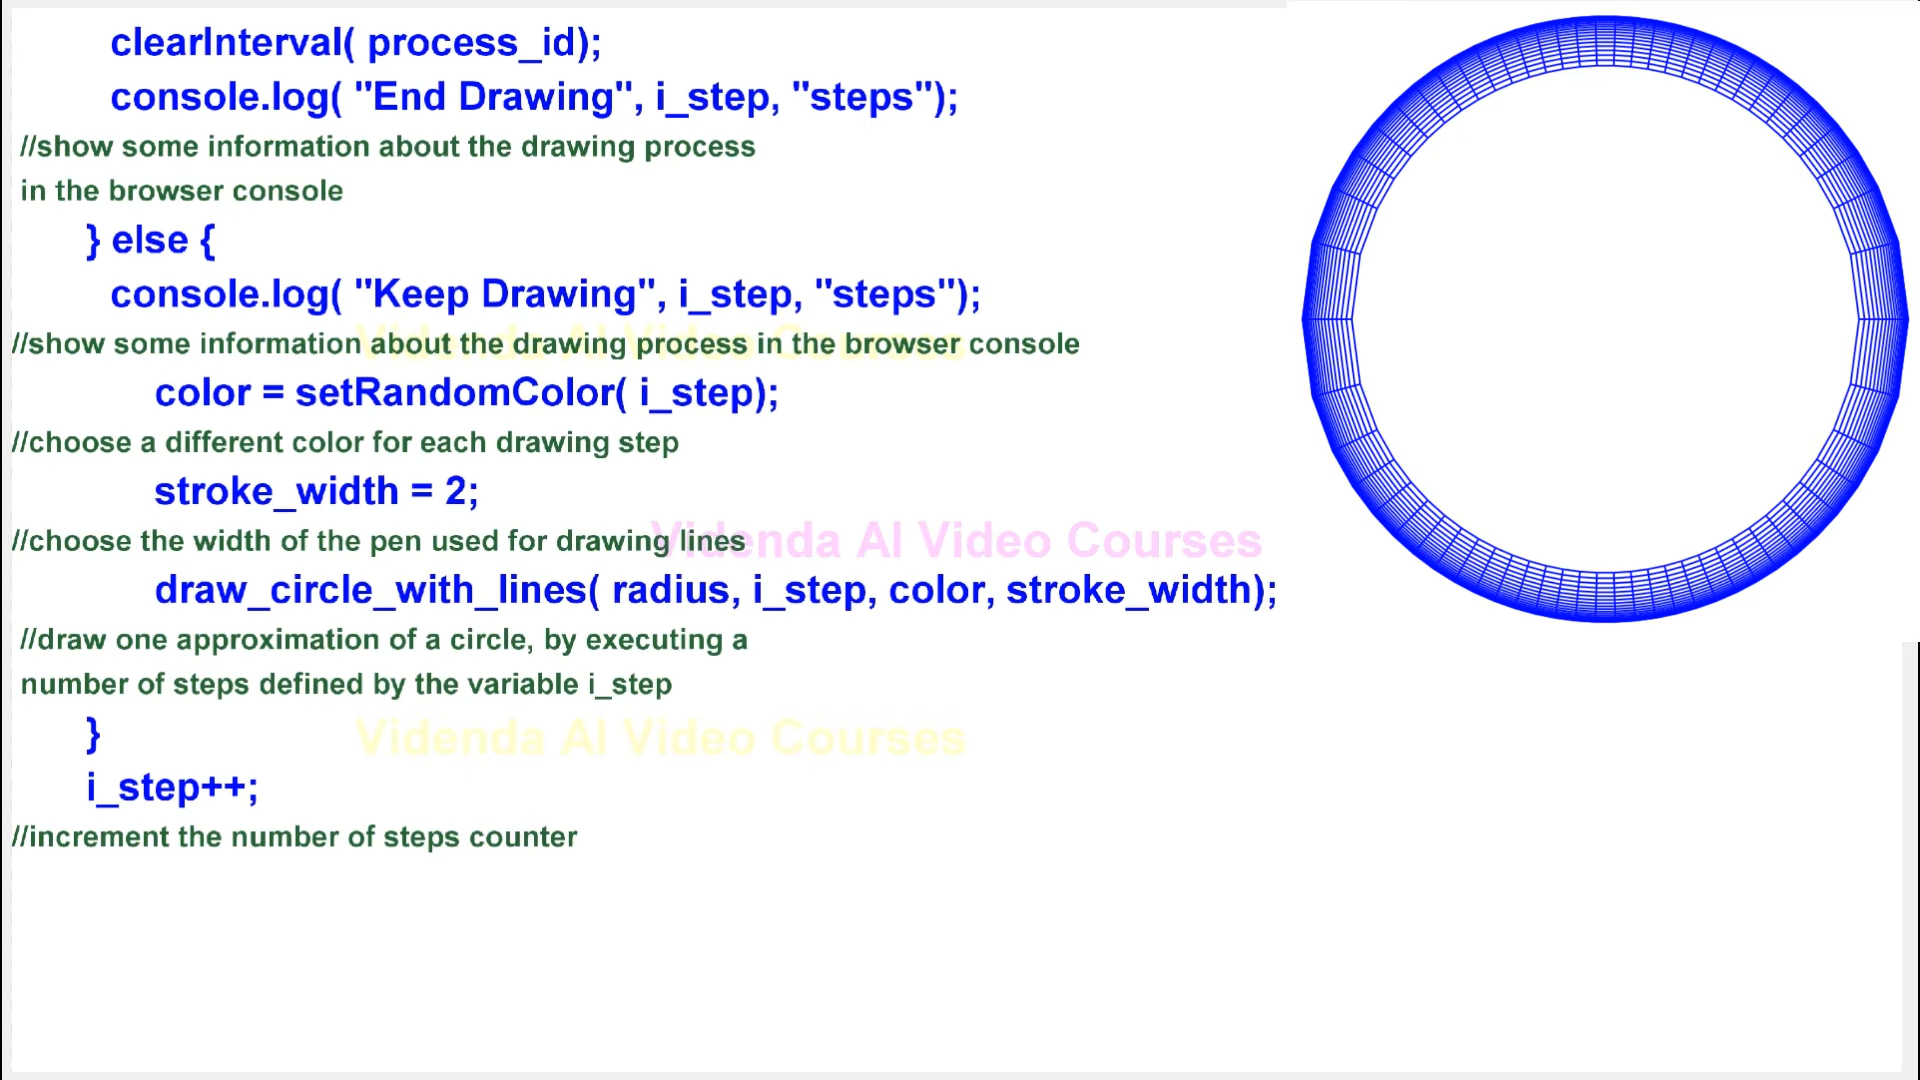 clearInterval( process_id);
console.log( "End Drawing", i_step, "steps");
//show some information about the drawing process
in the browser console
} else {
console.log( "Keep Drawing", i_step, "steps");
Videnda AI Video Courses
//show some information about the drawing process in the browser console
color = setRandomColor( i_step);
//choose a different color for each drawing step
stroke_width = 2;
//choose the width of the pen used for drawing lines
Videnda AI Video Courses
draw_circle_with_lines( radius, i_step, color, stroke_width);
//draw one approximation of a circle, by executing a
number of steps defined by the variable i_step
}
Videnda AI Video Courses
i_step++;
//increment the number of steps counter